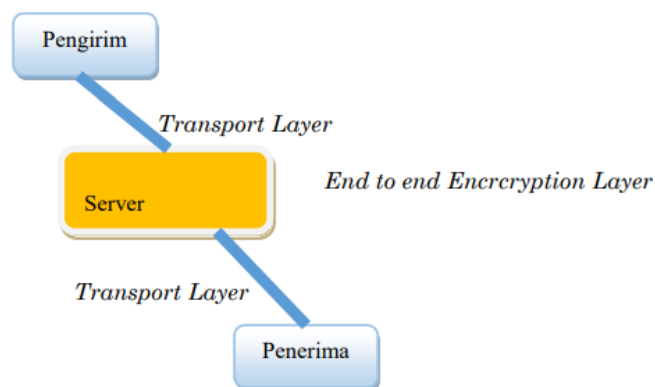 Pengirim
Transport Layer
End to end Encrcryption Layer
Server
Transport Layer
Penerima